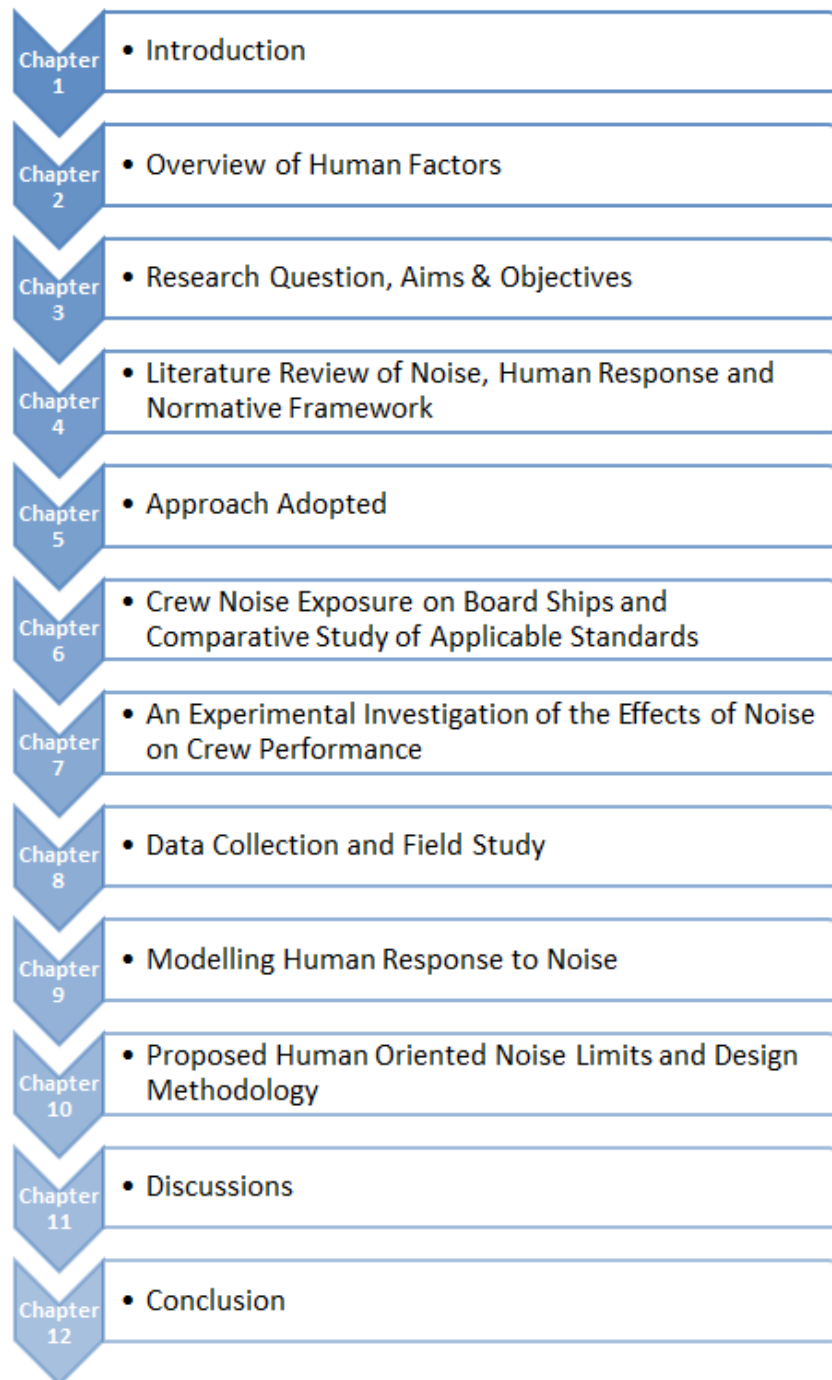 Chapter
1
• Introduction
Chapter
2
• Overview of Human Factors
Chapter
3
• Research Question, Aims & Objectives
Chapter
4
• Literature Review of Noise, Human Response and
Normative Framework
Chapter
5
• Approach Adopted
Chapter
6
• Crew Noise Exposure on Board Ships and
Comparative Study of Applicable Standards
Chapter
7
• An Experimental Investigation of the Effects of Noise
on Crew Performance
Chapter
8
• Data Collection and Field Study
Chapter
9
• Modelling Human Response to Noise
Chapter
10
• Proposed Human Oriented Noise Limits and Design
Methodology
Chapter
11
• Discussions
Chapter
12
• Conclusion